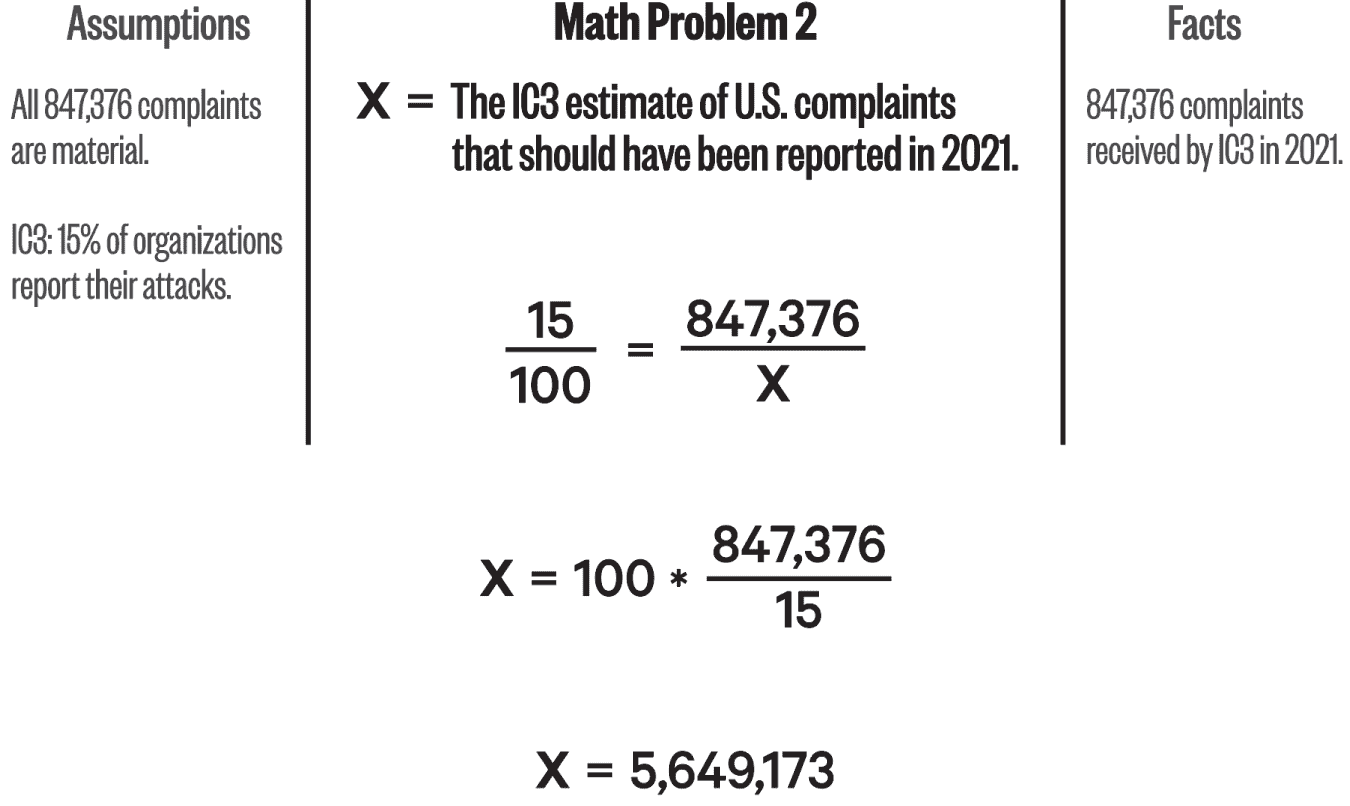 Assumptions
All 847,376 complaints
are material.
IC3: 15% of organizations
report their attacks.
Math Problem 2
X = The IC3 estimate of U.S. complaints
that should have been reported in 2021.
15
100
=
847,376
X
X = 100 *
847,376
15
X = 5,649,173
Facts
847,376 complaints
received by IC3 in 2021.